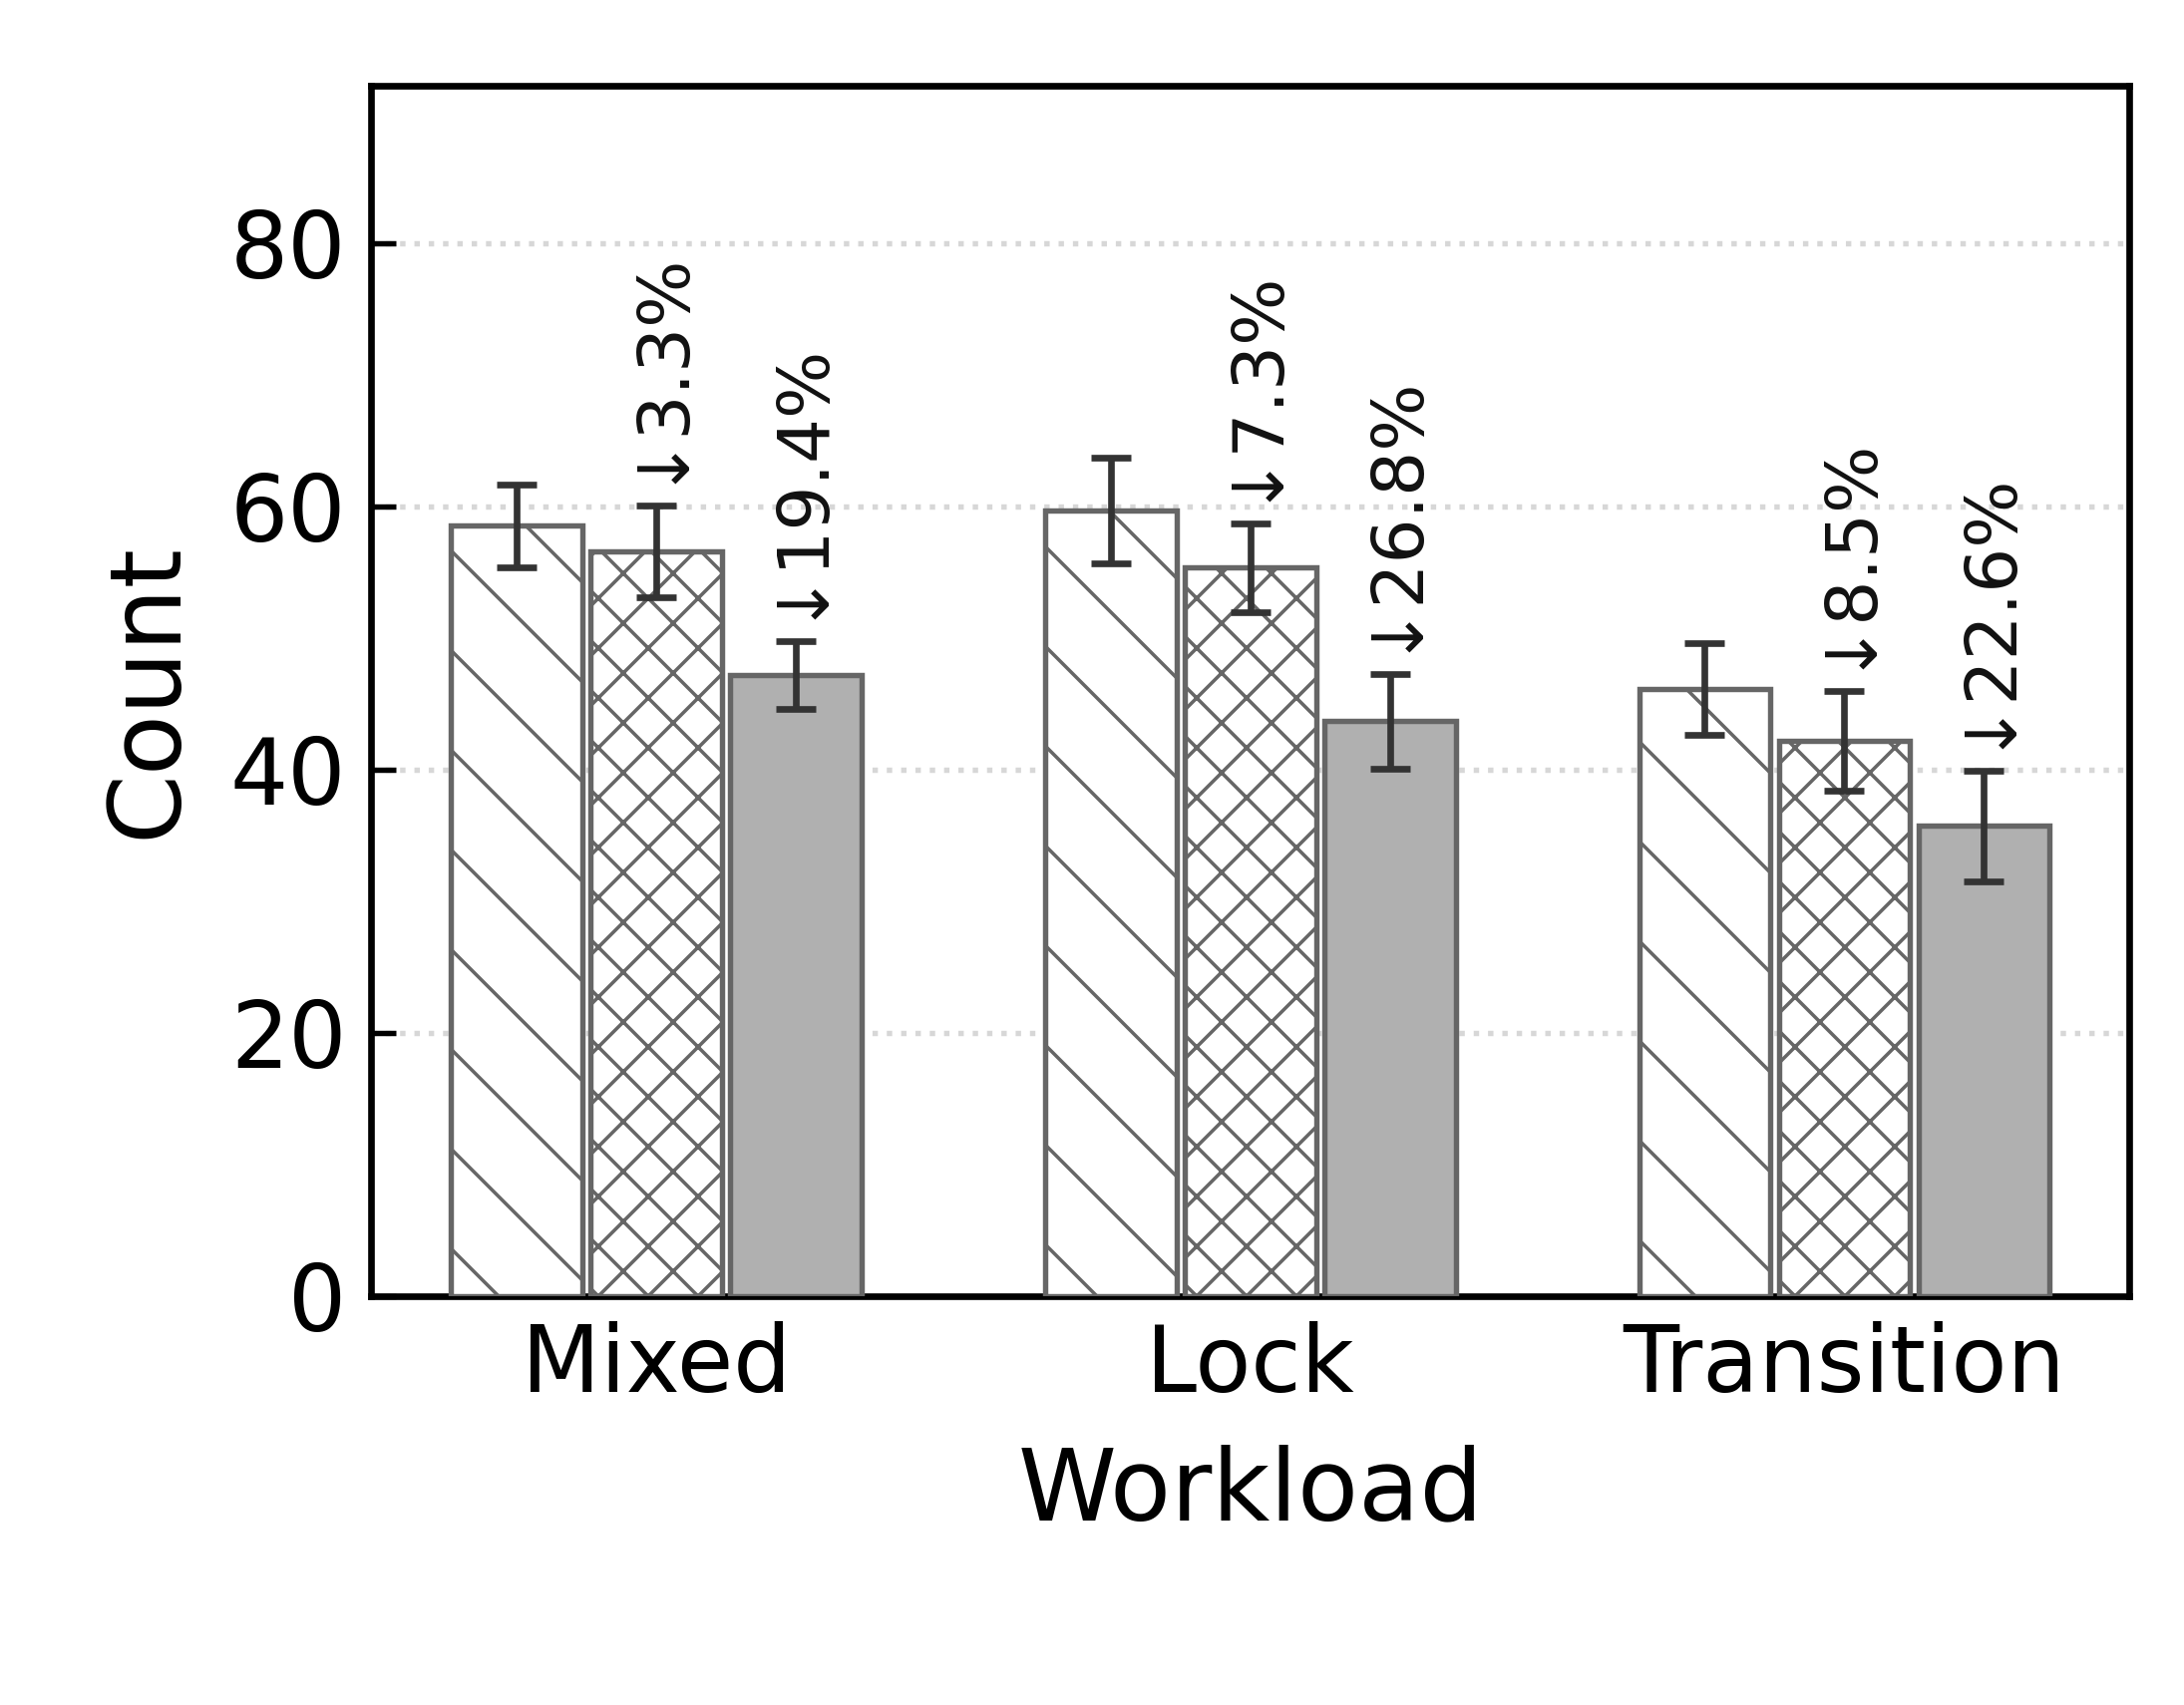 Count
80
60
40
20
0
↓3.3%
↓19.4%
↓7.3%
↓26.8%
↓8.5%
↓22.6%
Mixed
Lock
Transition
Workload